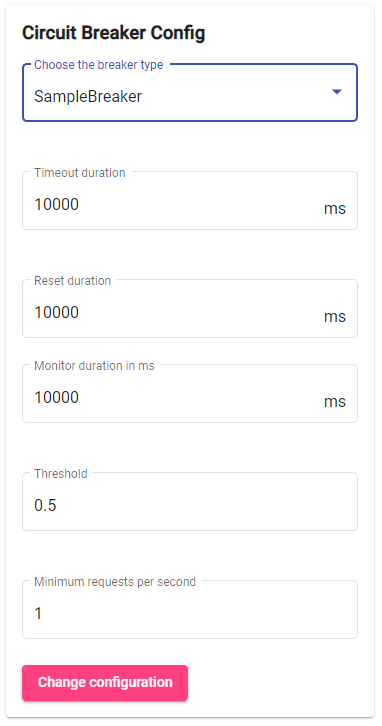 Circuit Breaker Config
Choose the breaker type
SampleBreaker
Timeout duration
10000
ms
Reset duration
10000
ms
Monitor duration in ms
10000
ms
Threshold
0.5
Minimum requests per second
1
Change configuration